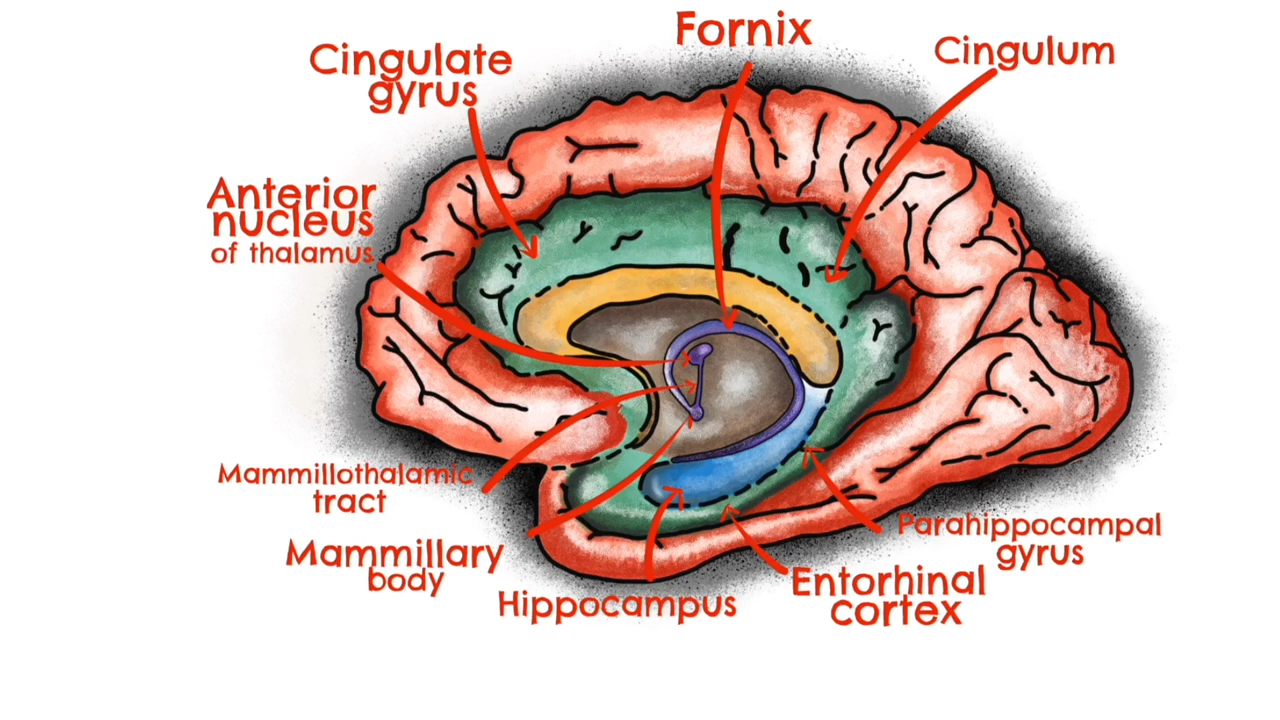 Fornix
Cingulate
gyrus
Cingulum
Anterior
nucleus
of thalamus
Mammillothalamic
tract
Mammillary
body
Hippocampus
Entorhinal
cortex
Parahippocampal
gyrus